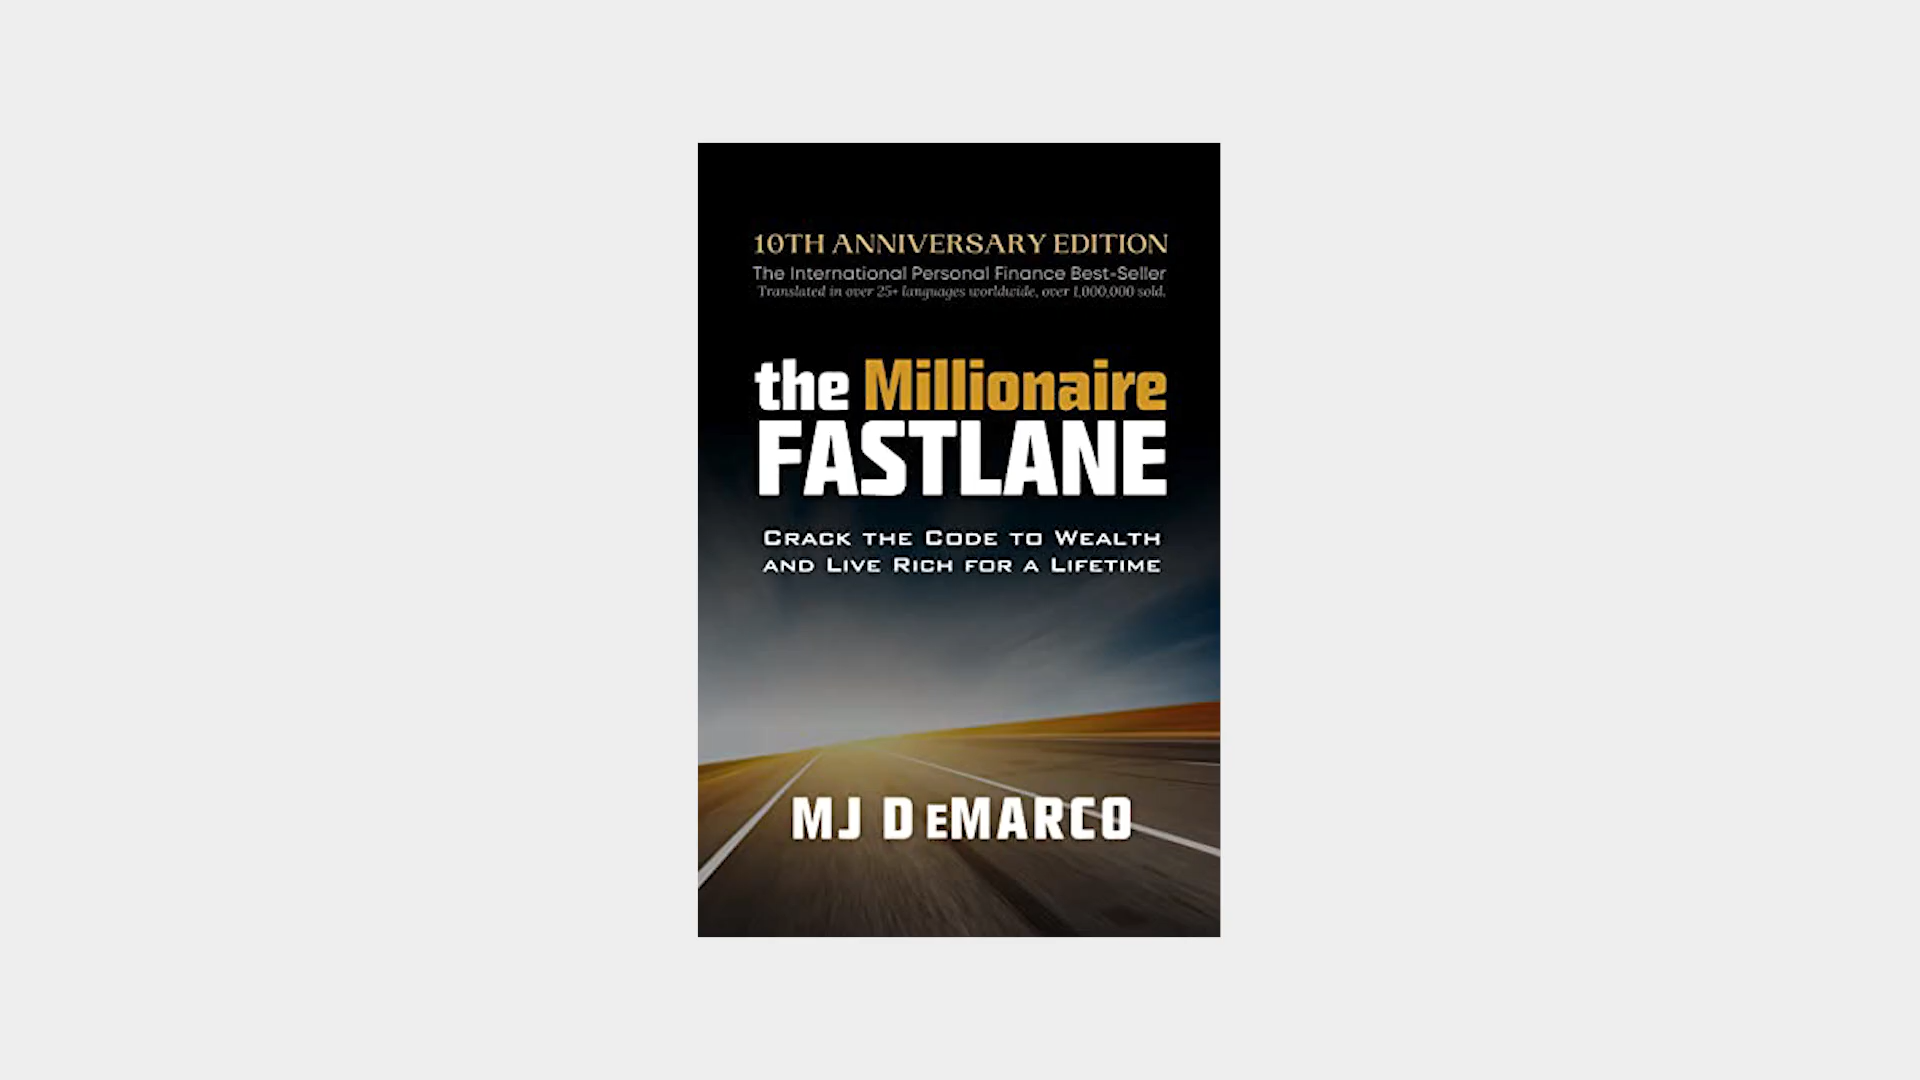 10TH ANNIVERSARY EDITION
The International Personal Finance Best-Seller
Translated in over 25+ languages worldwide, over 1,000,000 sold.
the Millionaire
FASTLANE
CRACK THE CODE TO WEALTH
AND LIVE RICH FOR A LIFETIME
MJ DEMARCO